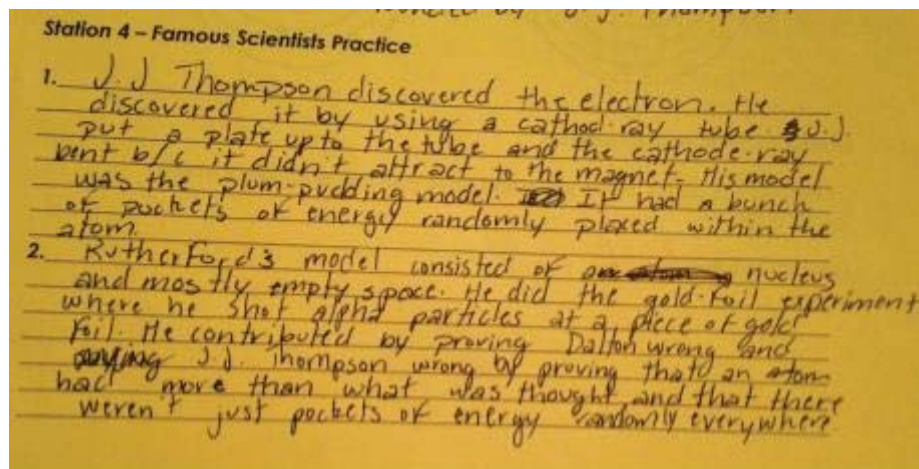 Station 4 – Famous Scientists Practice
1. J.J Thompson discovered the electron. He
discovered it by using a cathod ray tube. J.J.
put a plate up to the tube and the cathode-ray
bent b/c it didn't attract to the magnet. His model
was the plum-pudding model. It had a bunch
of pockets of energy randomly placed within the
atom.
2. Rutherford's model consisted of nucleus
and mostly empty space. He did the gold-foil experiment
where he shot alpha particles at a piece of gold
foil. He contributed by proving Dalton wrong and
J.J. Thompson wrong by proving that an atom
had more than what was thought, and that there
weren't just pockets of energy randomly everywhere